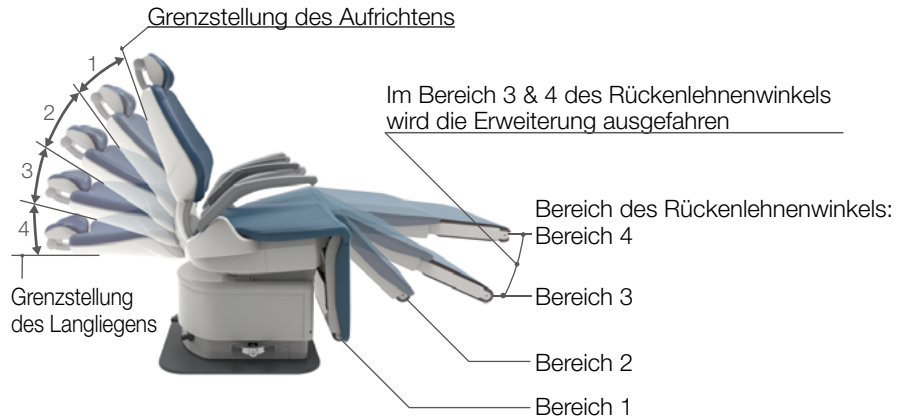 Grenzstellung des Aufrichtens
1
2
3
4
Grenzstellung
des Langliegens
Im Bereich 3 & 4 des Rückenlehnenwinkels
wird die Erweiterung ausgefahren
Bereich des Rückenlehnenwinkels:
Bereich 4
Bereich 3
Bereich 2
Bereich 1